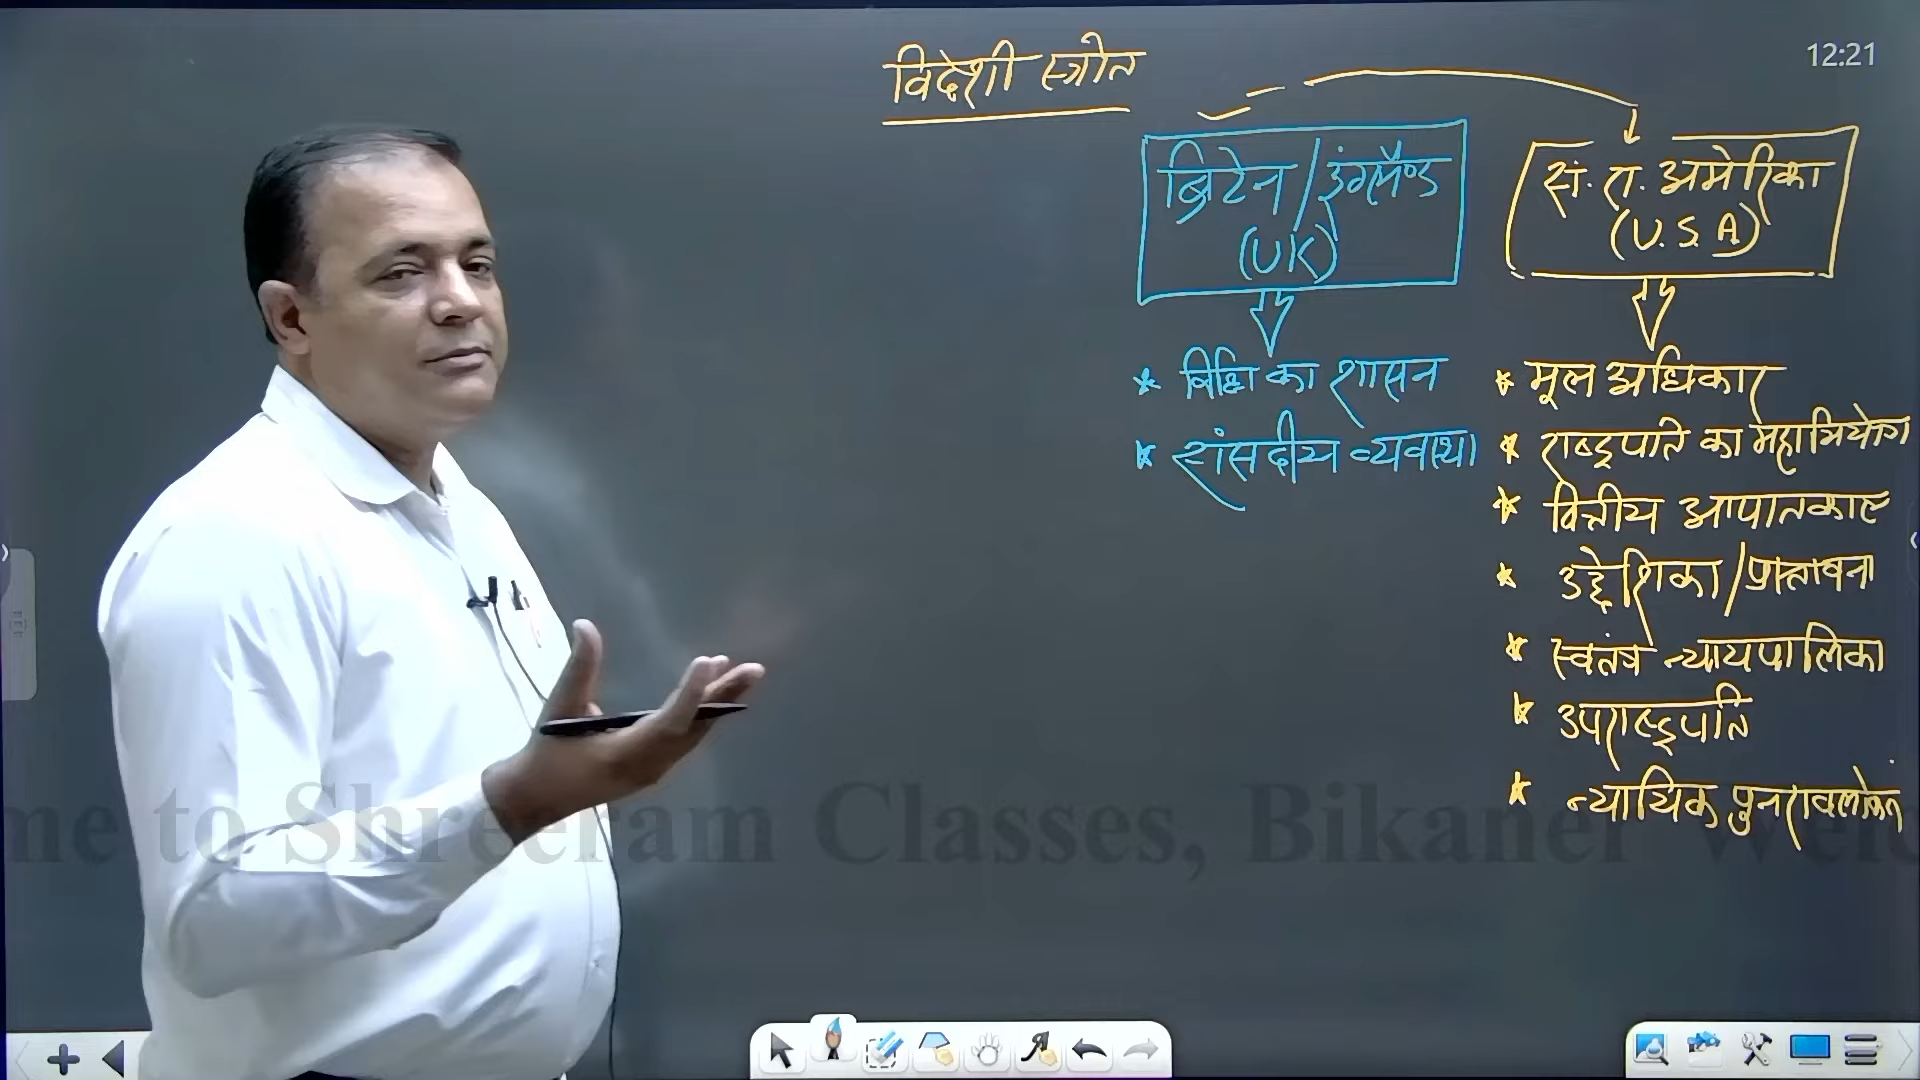 विदेशी स्त्रोत
12:21
ब्रिटेन/इंग्लैण्ड
(UK)
* विधि का शासन
* सांसदीय व्यवस्था
सं. रा. अमेरिका
(U.S.A)
* मूल अधिकार
* राष्ट्रपति का महाभियोग
* वित्तीय आपातकाल
* उद्देशिका/प्रस्तावना
* स्वतंत्र न्यायपालिका
* उपराष्ट्रपति
* न्यायिक पुनरावलोकन
me to Shreeram Classes, Bikaner Welc